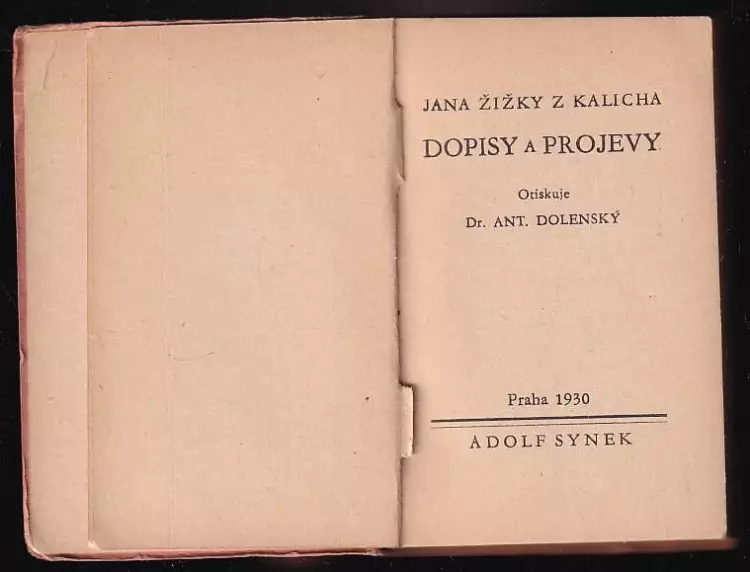 JANA ŽIŽKY Z KALICHA
DOPISY A PROJEVY
Otiskuje
Dr. ANT. DOLENSKÝ
Praha 1930
ADOLF SYNEK